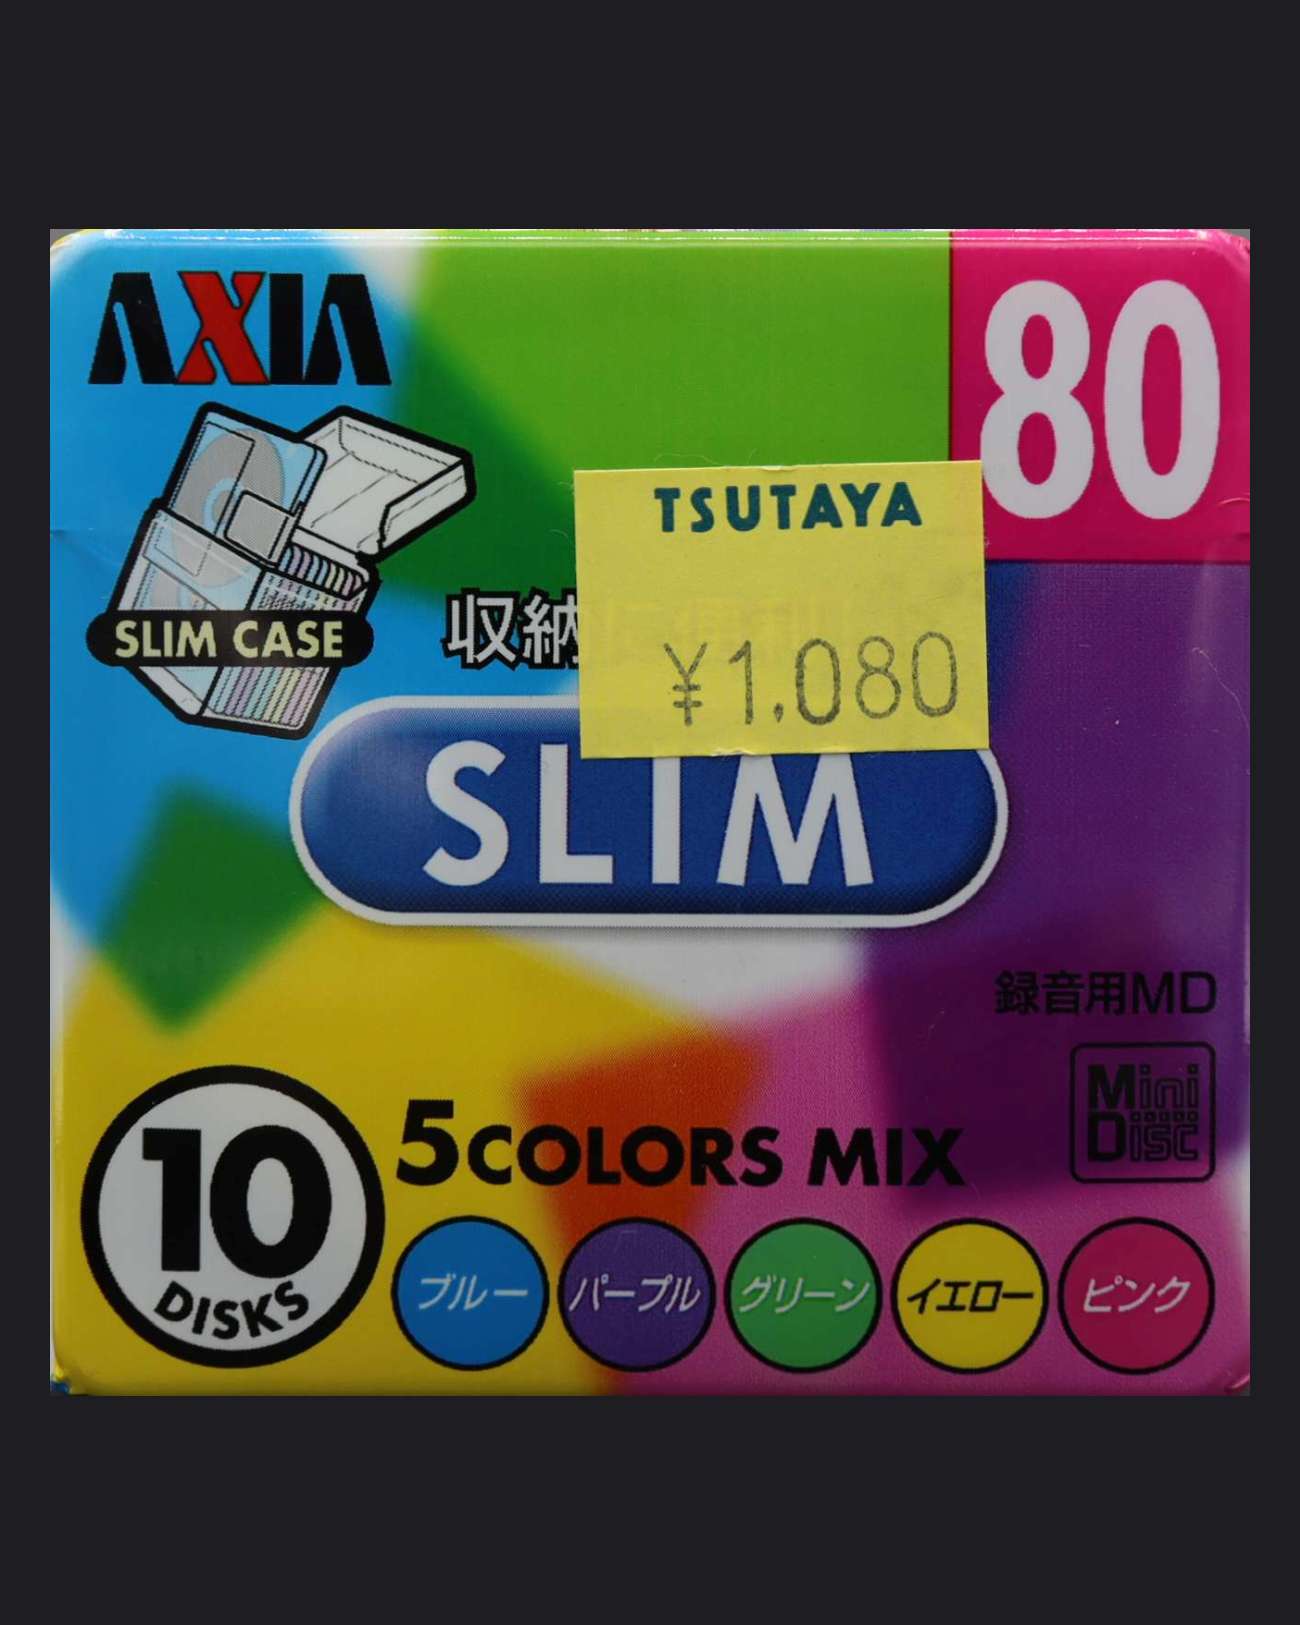 AXIA
80
TSUTAYA
¥1,080
SLIM CASE
収納
SLIM
録音用MD
Mini
Disc
10
DISKS
5COLORS MIX
ブルー
パープル
グリーン
イエロー
ピンク